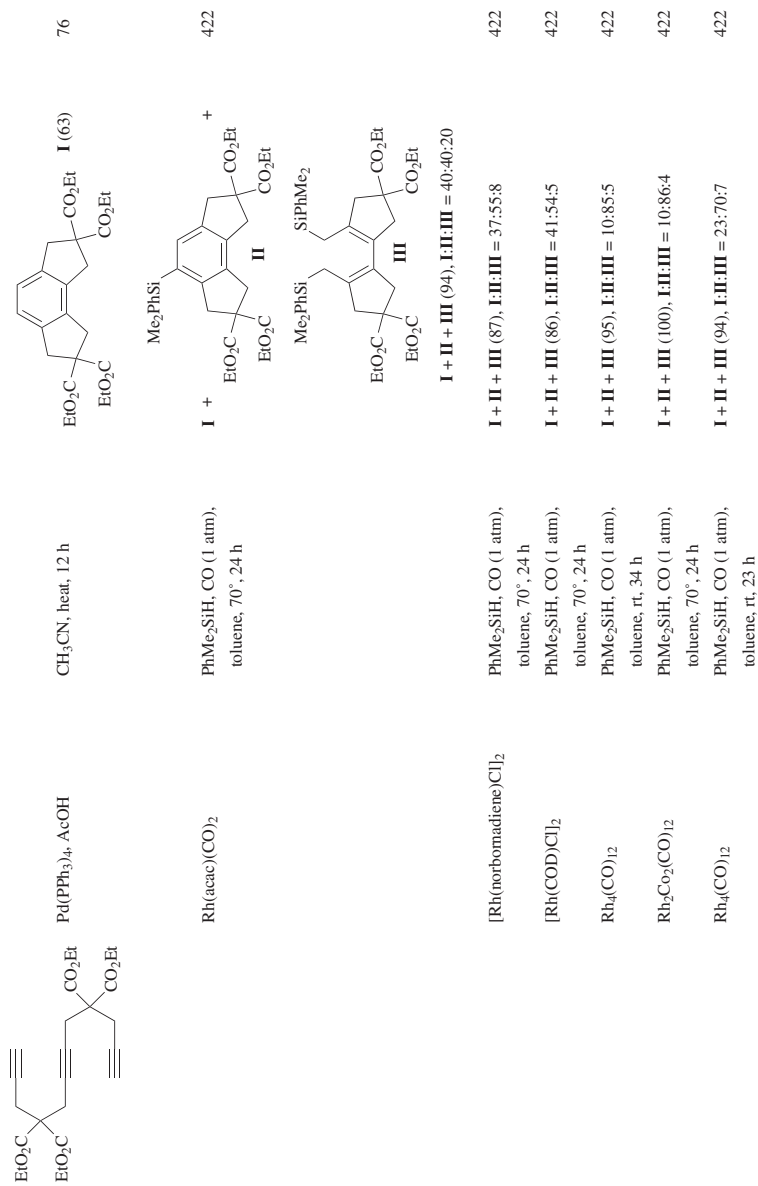 EtO₂C
EtO₂C
CO₂Et
CO₂Et
Pd(PPh₃)₄, AcOH
CH₃CN, heat, 12 h
EtO₂C
EtO₂C
CO₂Et
CO₂Et
I (63)
76
Rh(acac)(CO)₂
PhMe₂SiH, CO (1 atm),
toluene, 70˚, 24 h
I +
Me₂PhSi
EtO₂C
EtO₂C
CO₂Et
CO₂Et
II
+
422
Me₂PhSi
SiPhMe₂
EtO₂C
EtO₂C
CO₂Et
CO₂Et
III
I + II + III (94), I:II:III = 40:40:20
[Rh(norbornadiene)Cl]₂
PhMe₂SiH, CO (1 atm),
toluene, 70˚, 24 h
I + II + III (87), I:II:III = 37:55:8
422
[Rh(COD)Cl]₂
PhMe₂SiH, CO (1 atm),
toluene, 70˚, 24 h
I + II + III (86), I:II:III = 41:54:5
422
Rh₄(CO)₁₂
PhMe₂SiH, CO (1 atm),
toluene, rt, 34 h
I + II + III (95), I:II:III = 10:85:5
422
Rh₂Co₂(CO)₁₂
PhMe₂SiH, CO (1 atm),
toluene, 70˚, 24 h
I + II + III (100), I:II:III = 10:86:4
422
Rh₄(CO)₁₂
PhMe₂SiH, CO (1 atm),
toluene, rt, 23 h
I + II + III (94), I:II:III = 23:70:7
422